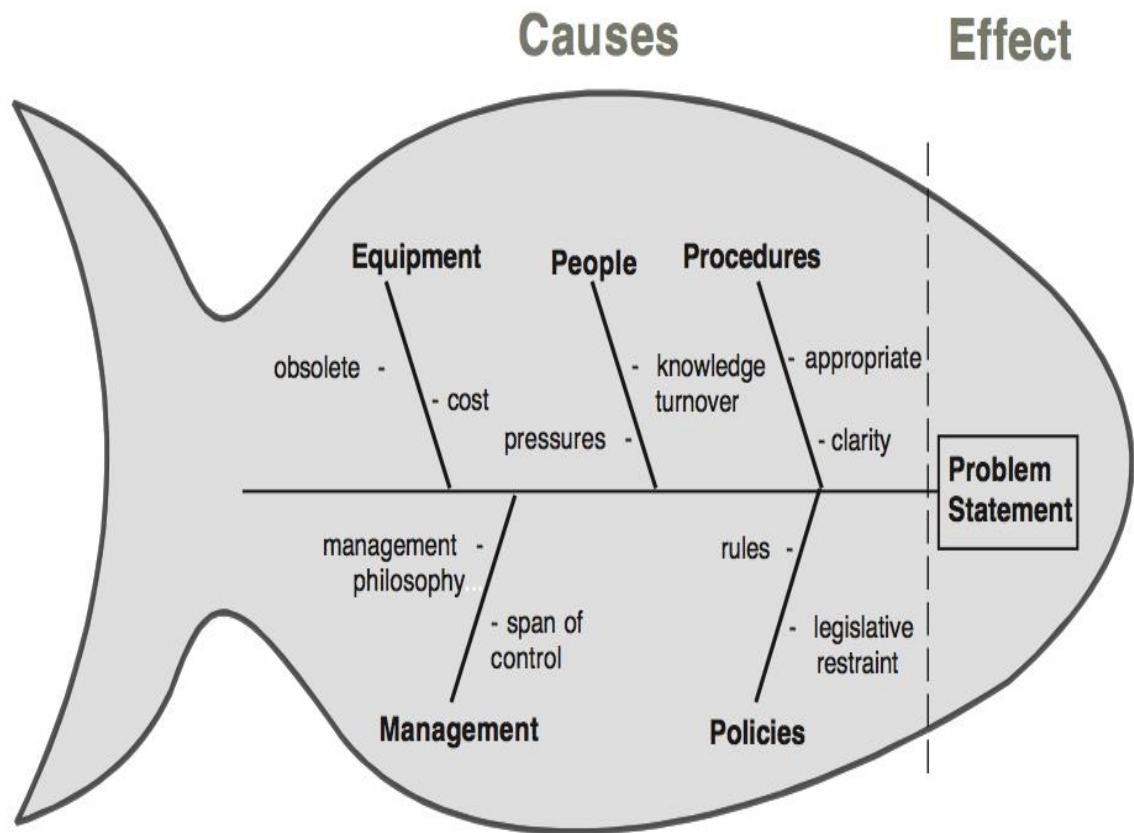 Causes
Effect
Equipment
People
Procedures
obsolete -
- cost
pressures -
- knowledge
turnover
- appropriate
- clarity
Problem
Statement
management -
philosophy...
- span of
control
rules -
- legislative
restraint
Management
Policies